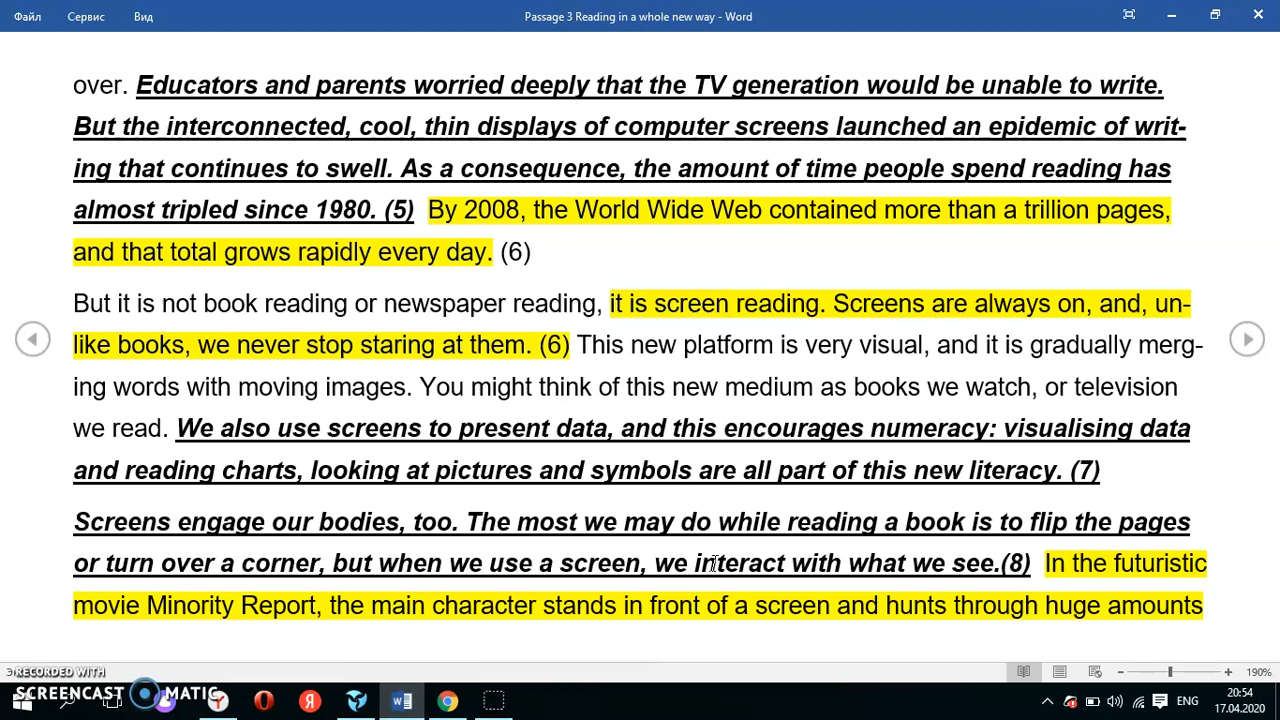 Файл Сервис Вид Passage 3 Reading in a whole new way - Word
over. Educators and parents worried deeply that the TV generation would be unable to write.
But the interconnected, cool, thin displays of computer screens launched an epidemic of writ-
ing that continues to swell. As a consequence, the amount of time people spend reading has
almost tripled since 1980. (5) By 2008, the World Wide Web contained more than a trillion pages,
and that total grows rapidly every day. (6)
But it is not book reading or newspaper reading, it is screen reading. Screens are always on, and, un-
like books, we never stop staring at them. (6) This new platform is very visual, and it is gradually merg-
ing words with moving images. You might think of this new medium as books we watch, or television
we read. We also use screens to present data, and this encourages numeracy: visualising data
and reading charts, looking at pictures and symbols are all part of this new literacy. (7)
Screens engage our bodies, too. The most we may do while reading a book is to flip the pages
or turn over a corner, but when we use a screen, we interact with what we see.(8) In the futuristic
movie Minority Report, the main character stands in front of a screen and hunts through huge amounts
190%
RECORDED WITH
SCREENCAST MATIC
ENG
20:54
17.04.2020